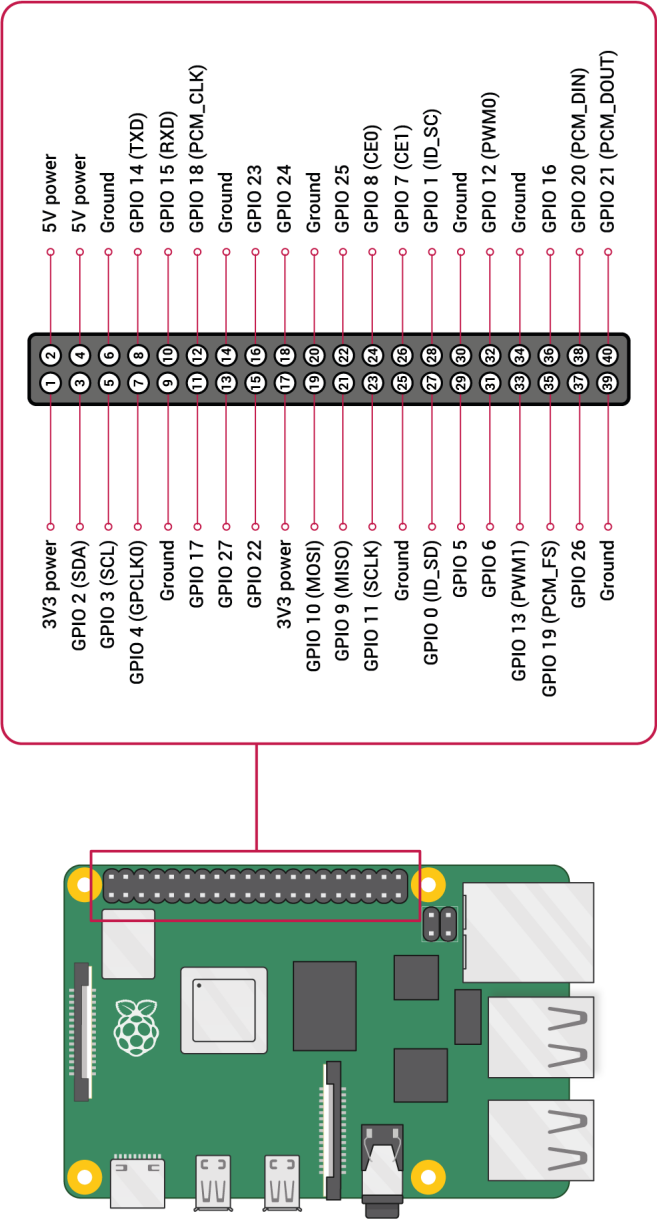 5V power
5V power
Ground
GPIO 14 (TXD)
GPIO 15 (RXD)
GPIO 18 (PCM_CLK)
Ground
GPIO 23
GPIO 24
Ground
GPIO 25
GPIO 8 (CE0)
GPIO 7 (CE1)
GPIO 1 (ID_SC)
Ground
GPIO 12 (PWM0)
Ground
GPIO 16
GPIO 20 (PCM_DIN)
GPIO 21 (PCM_DOUT)
2 4 6 8 10 12 14 16 18 20 22 24 26 28 30 32 34 36 38 40
1 3 5 7 9 11 13 15 17 19 21 23 25 27 29 31 33 35 37 39
3V3 power
GPIO 2 (SDA)
GPIO 3 (SCL)
GPIO 4 (GPCLK0)
Ground
GPIO 17
GPIO 27
GPIO 22
3V3 power
GPIO 10 (MOSI)
GPIO 9 (MISO)
GPIO 11 (SCLK)
Ground
GPIO 0 (ID_SD)
GPIO 5
GPIO 6
GPIO 13 (PWM1)
GPIO 19 (PCM_FS)
GPIO 26
Ground